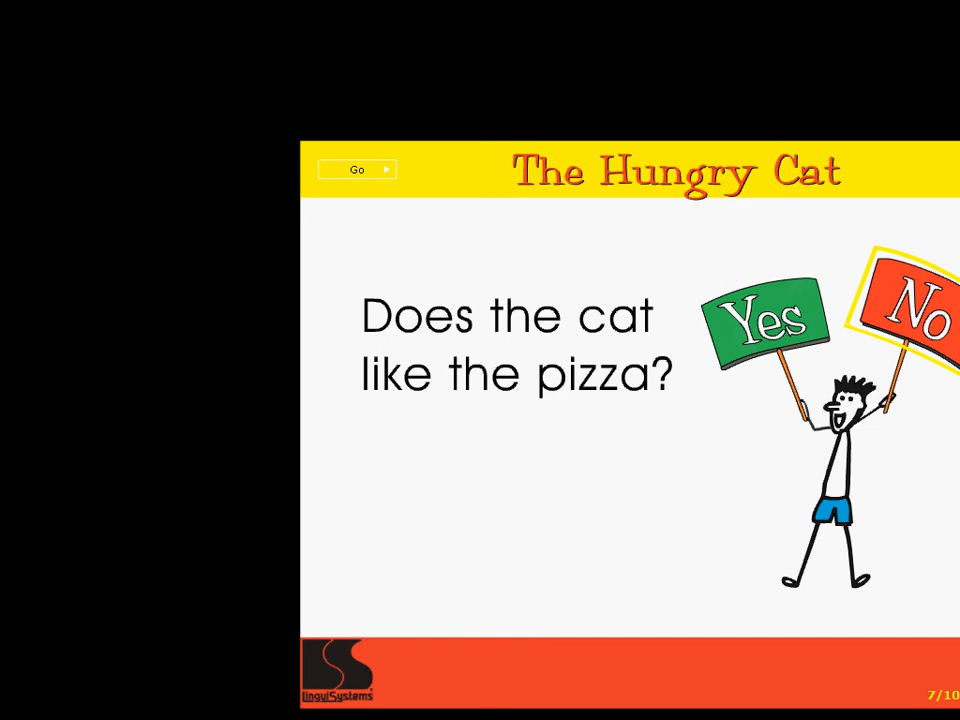 Go
The Hungry Cat
Does the cat
like the pizza?
Yes
No
LinguiSystems
7/10